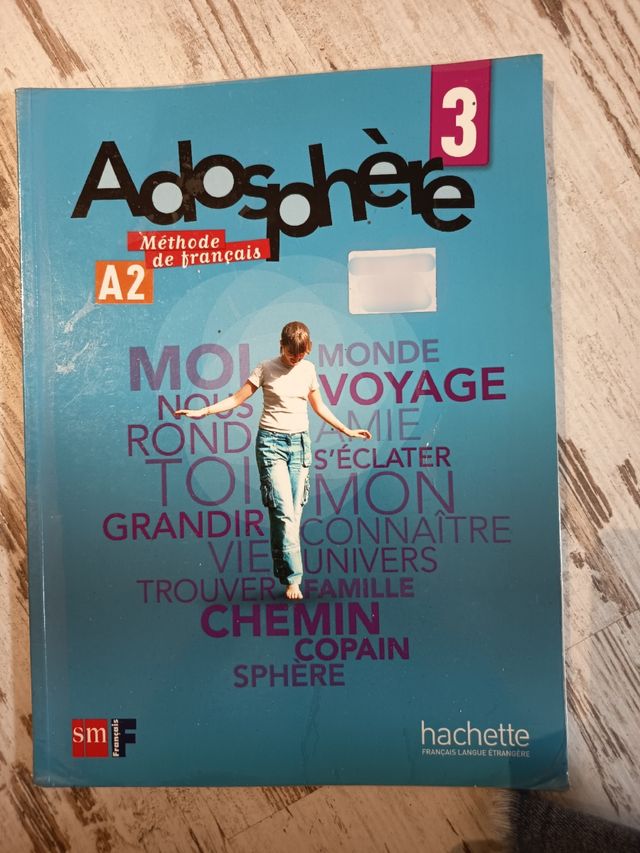 3
Adosphère
Méthode
de français
A2
MOI MONDE
NOUS VOYAGE
ROND AMIE
TOI S'ÉCLATER
MON
GRANDIR CONNAÎTRE
VIE UNIVERS
TROUVER FAMILLE
CHEMIN
COPAIN
SPHÈRE
sm Français F
hachette
FRANÇAIS LANGUE ÉTRANGÈRE